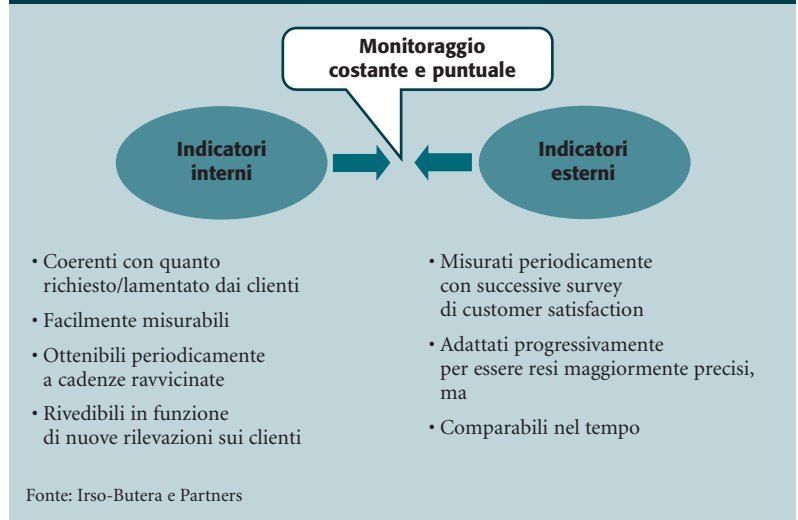 Monitoraggio
costante e puntuale
Indicatori
interni
Indicatori
esterni
• Coerenti con quanto
richiesto/lamentato dai clienti
• Facilmente misurabili
• Ottenibili periodicamente
a cadenze ravvicinate
• Rivedibili in funzione
di nuove rilevazioni sui clienti
• Misurati periodicamente
con successive survey
di customer satisfaction
• Adattati progressivamente
per essere resi maggiormente precisi,
ma
• Comparabili nel tempo
Fonte: Irso-Butera e Partners